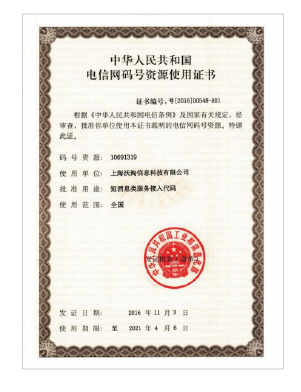 中华人民共和国
电信网码号资源使用证书
证书编号: 号[2016]00548-A01
根据《中华人民共和国电信条例》及国家有关规定，经
审查，批准你单位使用本证书载明的电信网码号资源。特颁
此证。
码号资源: 10691319
使用单位: 上海沃淘信息科技有限公司
批准用途: 短消息类服务接入代码
使用范围: 全国
中华人民共和国工业和信息化部
发证日期: 2016 年 11 月 3 日
使用期限: 至 2021 年 4 月 6 日